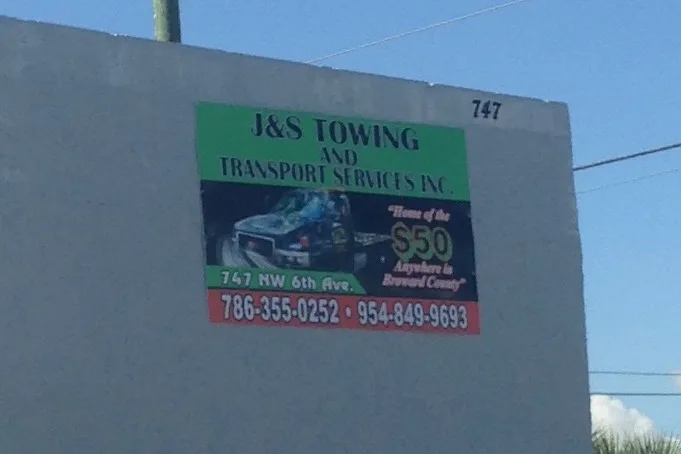 747
J&S TOWING
AND
TRANSPORT SERVICES INC.
"Home of the
$50
Anywhere in
Broward County"
747 NW 6th Ave.
786-355-0252 • 954-849-9693